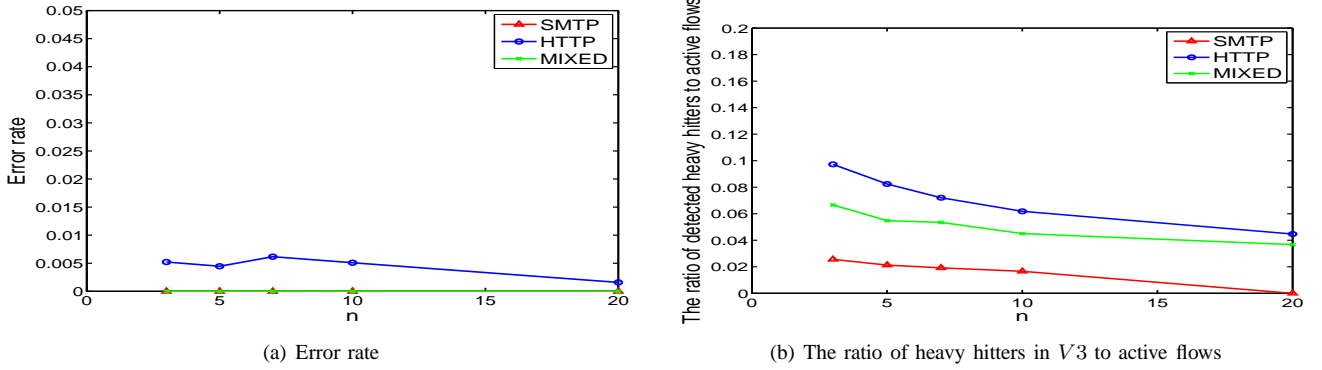 0.05
0.045
0.04
0.035
0.03
0.025
0.02
0.015
0.01
0.005
0
0
5
10
15
20
Error rate
n
SMTP
HTTP
MIXED
(a) Error rate
0.2
0.18
0.16
0.14
0.12
0.1
0.08
0.06
0.04
0.02
0
0
5
10
15
20
The ratio of detected heavy hitters to active flows
n
SMTP
HTTP
MIXED
(b) The ratio of heavy hitters in V3 to active flows